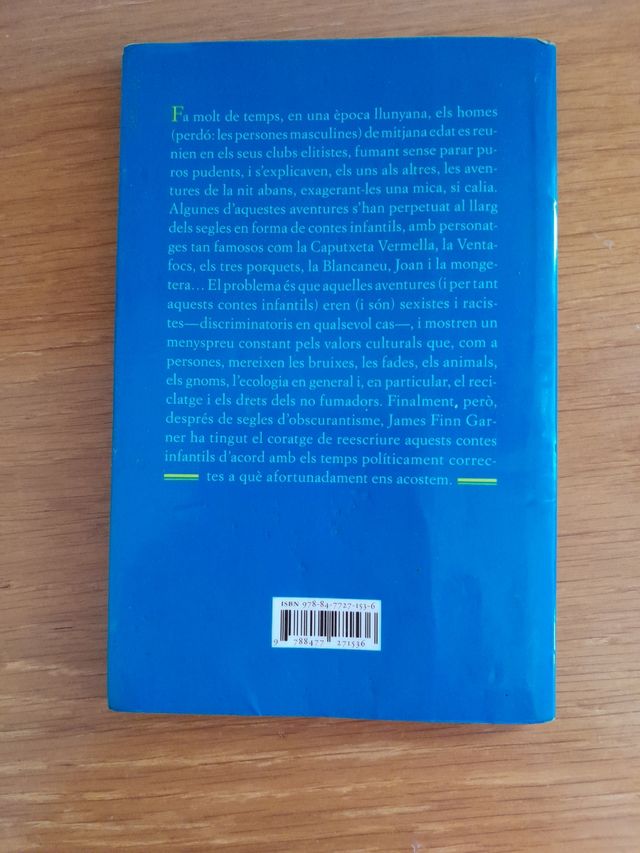 Fa molt de temps, en una època llunyana, els homes
(perdó: les persones masculines) de mitjana edat es reu-
nien en els seus clubs elitistes, fumant sense parar pu-
ros pudents, i s'explicaven, els uns als altres, les aven-
tures de la nit abans, exagerant-les una mica, si calia.
Algunes d'aquestes aventures s'han perpetuat al llarg
dels segles en forma de contes infantils, amb personat-
ges tan famosos com la Caputxeta Vermella, la Venta-
focs, els tres porquets, la Blancaneu, Joan i la monge-
tera... El problema és que aquelles aventures (i per tant
aquests contes infantils) eren (i són) sexistes i racis-
tes—discriminatoris en qualsevol cas—, i mostren un
menyspreu constant pels valors culturals que, com a
persones, mereixen les bruixes, les fades, els animals,
els gnoms, l'ecologia en general i, en particular, el reci-
clatge i els drets dels no fumadors. Finalment, però,
després de segles d'obscurantisme, James Finn Gar-
ner ha tingut el coratge de reescriure aquests contes
infantils d'acord amb els temps políticament correc-
tes a què afortunadament ens acostem.
ISBN 978-84-7727-153-6
9 788477 271536